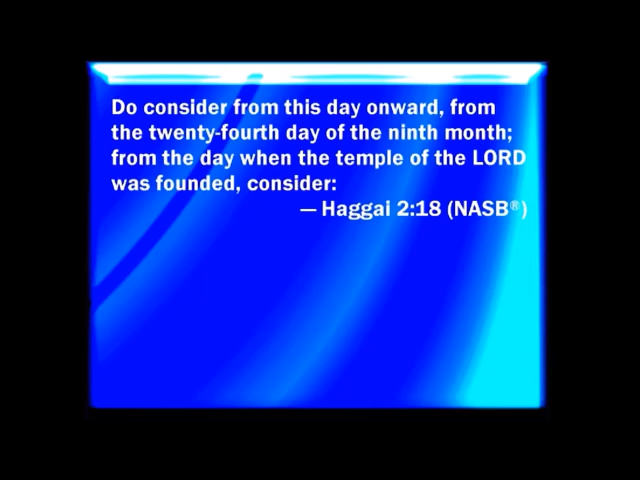 Do consider from this day onward, from
the twenty-fourth day of the ninth month;
from the day when the temple of the LORD
was founded, consider:
— Haggai 2:18 (NASB®)